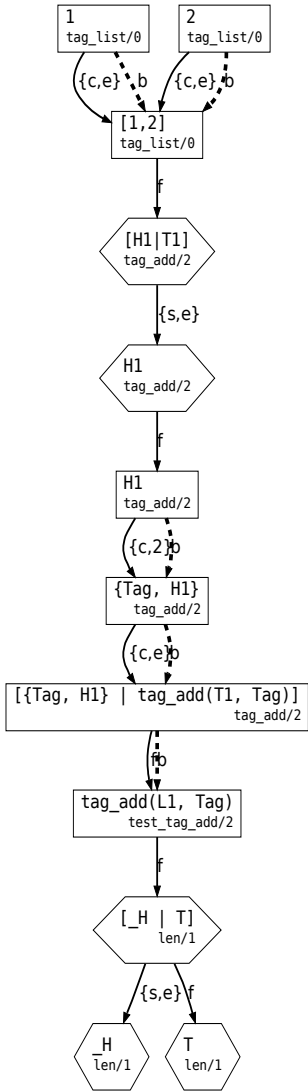 1
tag_list/0
2
tag_list/0
{c,e} b {c,e} b
[1,2]
tag_list/0
f
[H1|T1]
tag_add/2
{s,e}
H1
tag_add/2
f
H1
tag_add/2
{c,2} b
{Tag, H1}
tag_add/2
{c,e} b
[{Tag, H1} | tag_add(T1, Tag)]
tag_add/2
f b
tag_add(L1, Tag)
test_tag_add/2
f
[_H | T]
len/1
{s,e} f
_H
len/1
T
len/1